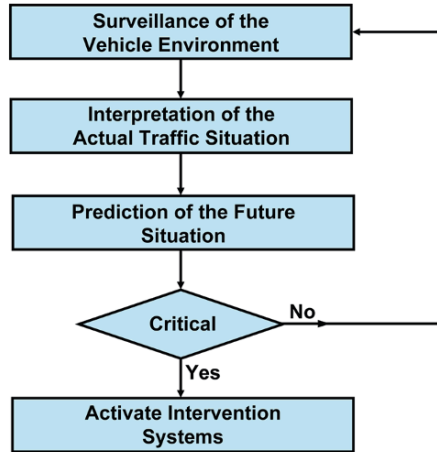 Surveillance of the
Vehicle Environment
Interpretation of the
Actual Traffic Situation
Prediction of the Future
Situation
Critical
No
Yes
Activate Intervention
Systems